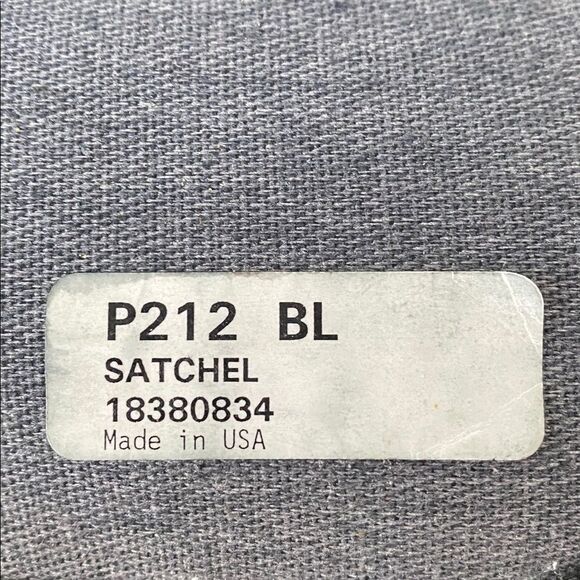 P212 BL
SATCHEL
18380834
Made in USA